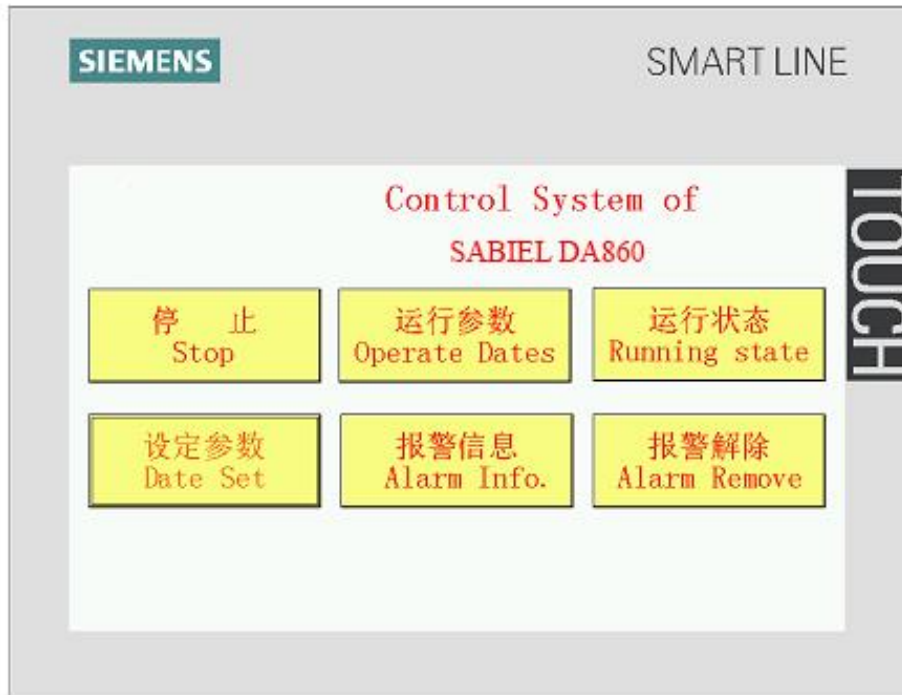 SIEMENS
SMART LINE
TOUCH
Control System of
SABIEL DA860
停 止
Stop
运行参数
Operate Dates
运行状态
Running state
设定参数
Date Set
报警信息
Alarm Info.
报警解除
Alarm Remove